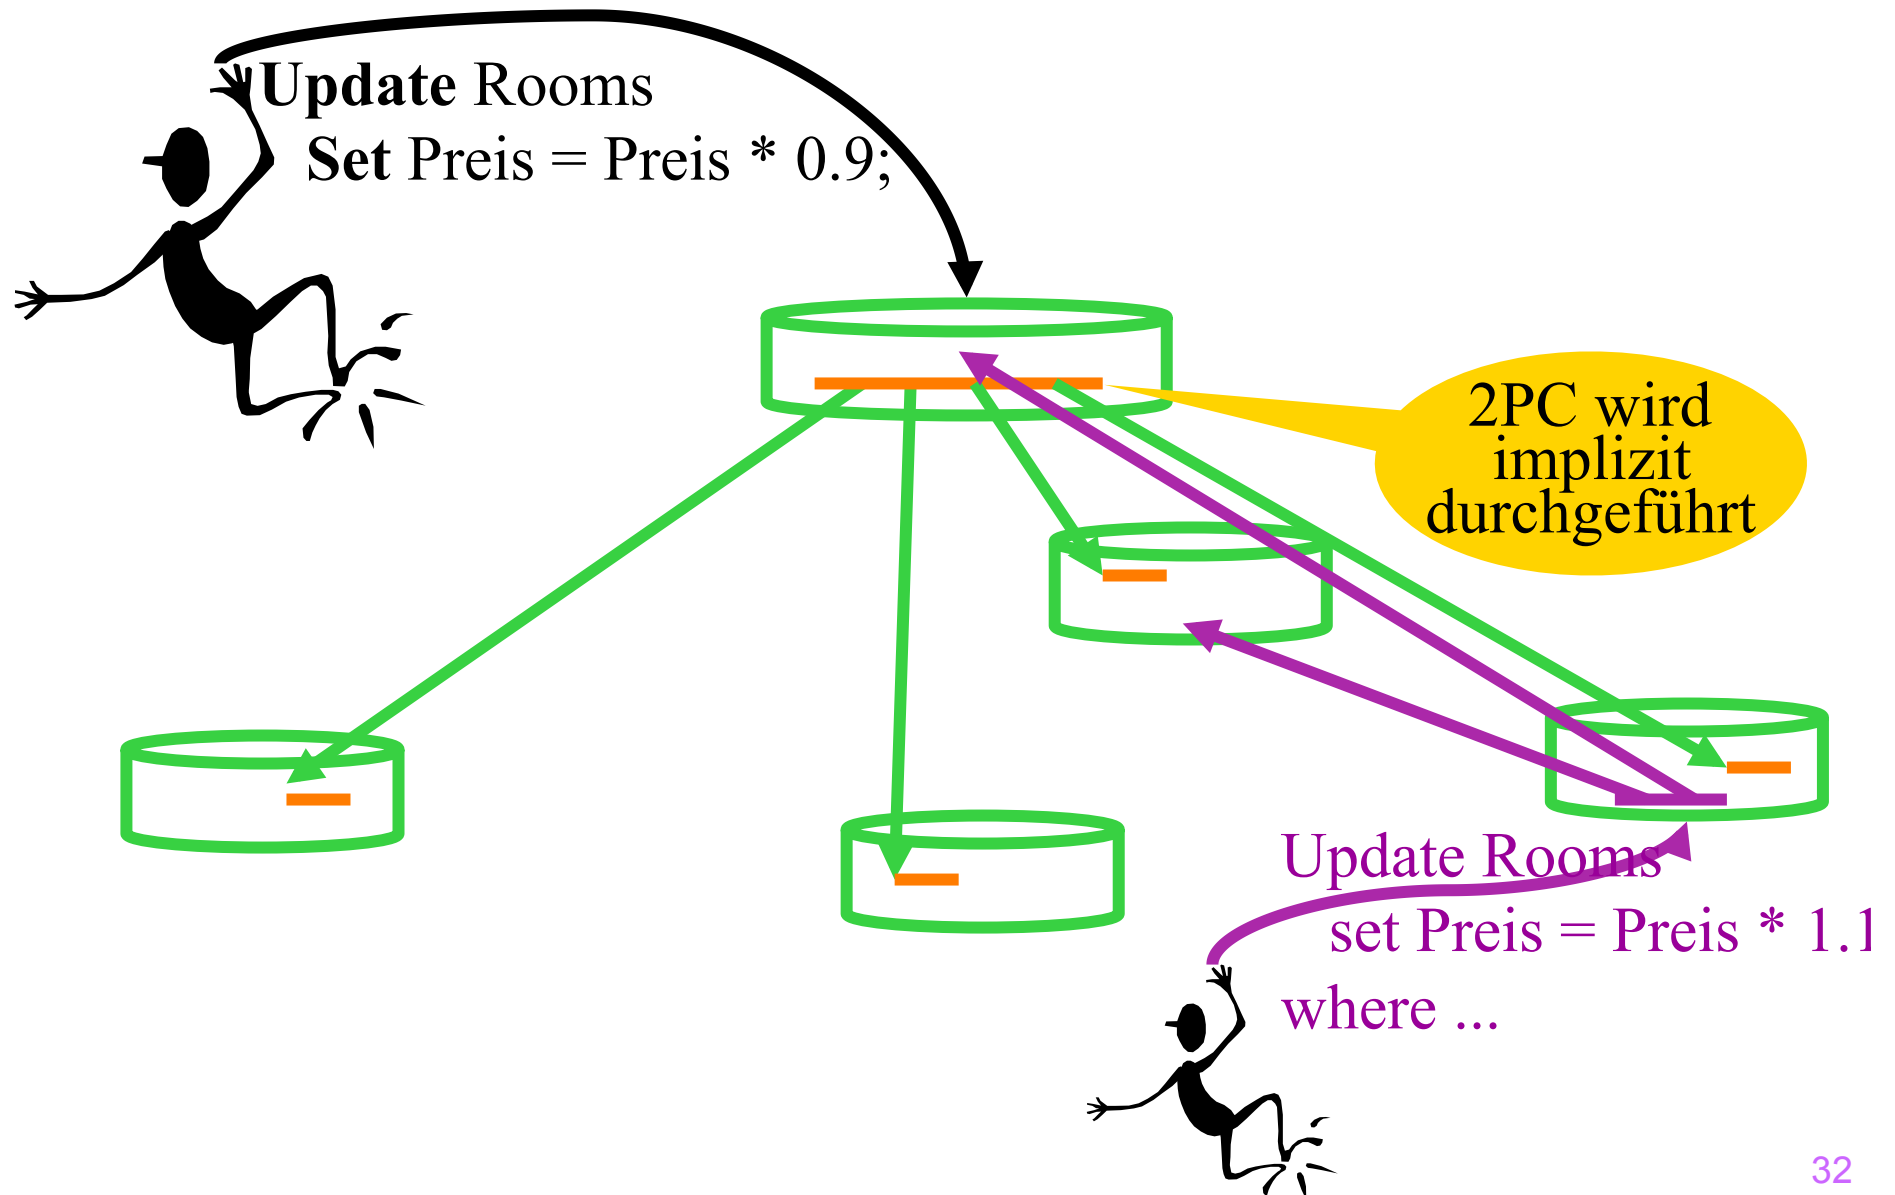 Update Rooms
Set Preis = Preis * 0.9;
2PC wird
implizit
durchgeführt
Update Rooms
set Preis = Preis * 1.1
where ...
32